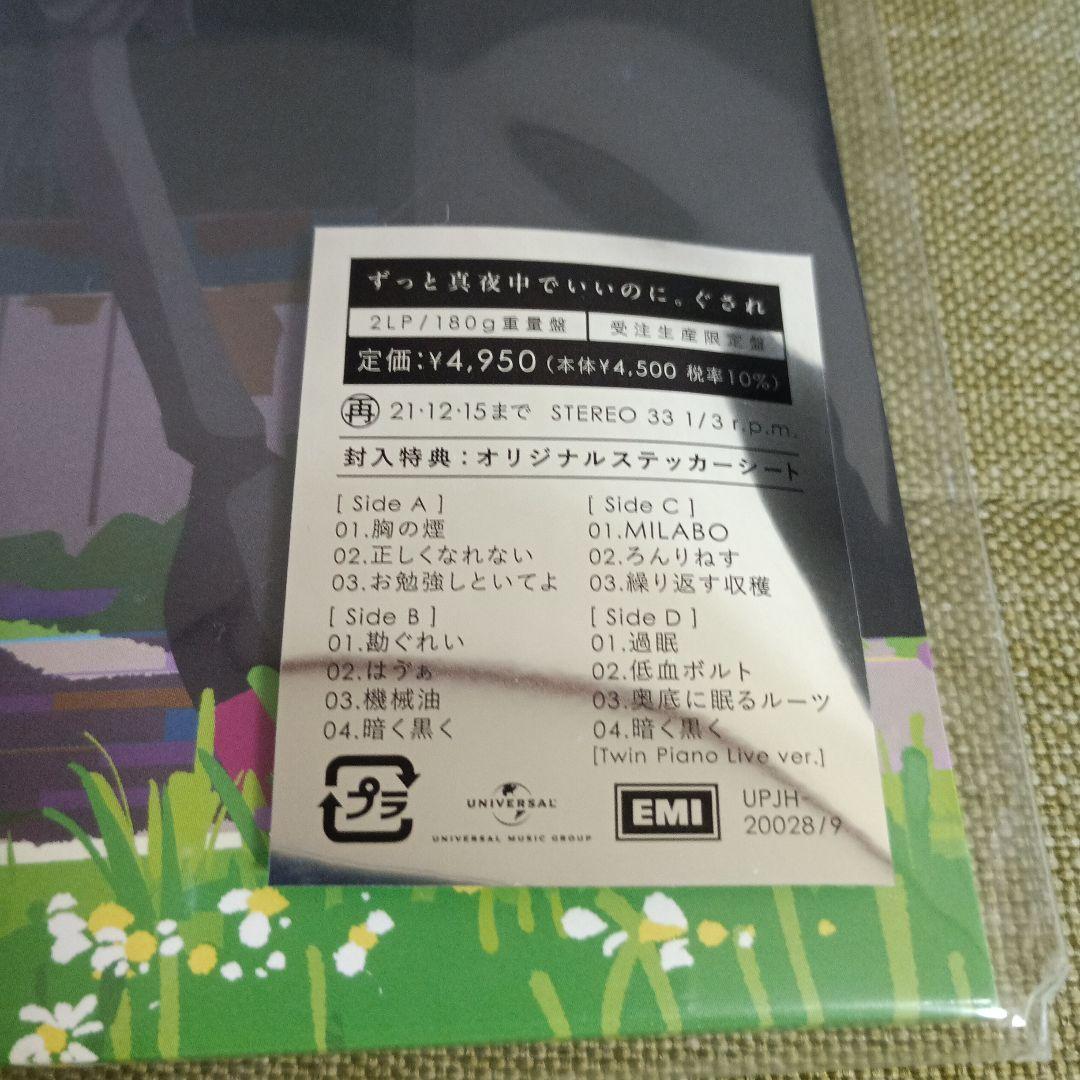 ずっと真夜中でいいのに。ぐされ
2LP/180g重量盤 受注生産限定盤
定価:¥4,950(本体¥4,500 税率10%)
再 21·12·15まで STEREO 33 1/3 r.p.m.
封入特典:オリジナルステッカーシート
[ Side A ]
01.胸の煙
02.正しくなれない
03.お勉強しといてよ
[ Side B ]
01.勘ぐれい
02.はゔぁ
03.機械油
04.暗く黒く
[ Side C ]
01.MILABO
02.ろんりねす
03.繰り返す収穫
[ Side D ]
01.過眠
02.低血ボルト
03.奥底に眠るルーツ
04.暗く黒く
[Twin Piano Live ver.]
プラ
UNIVERSAL
UNIVERSAL MUSIC GROUP
EMI
UPJH-
20028/9